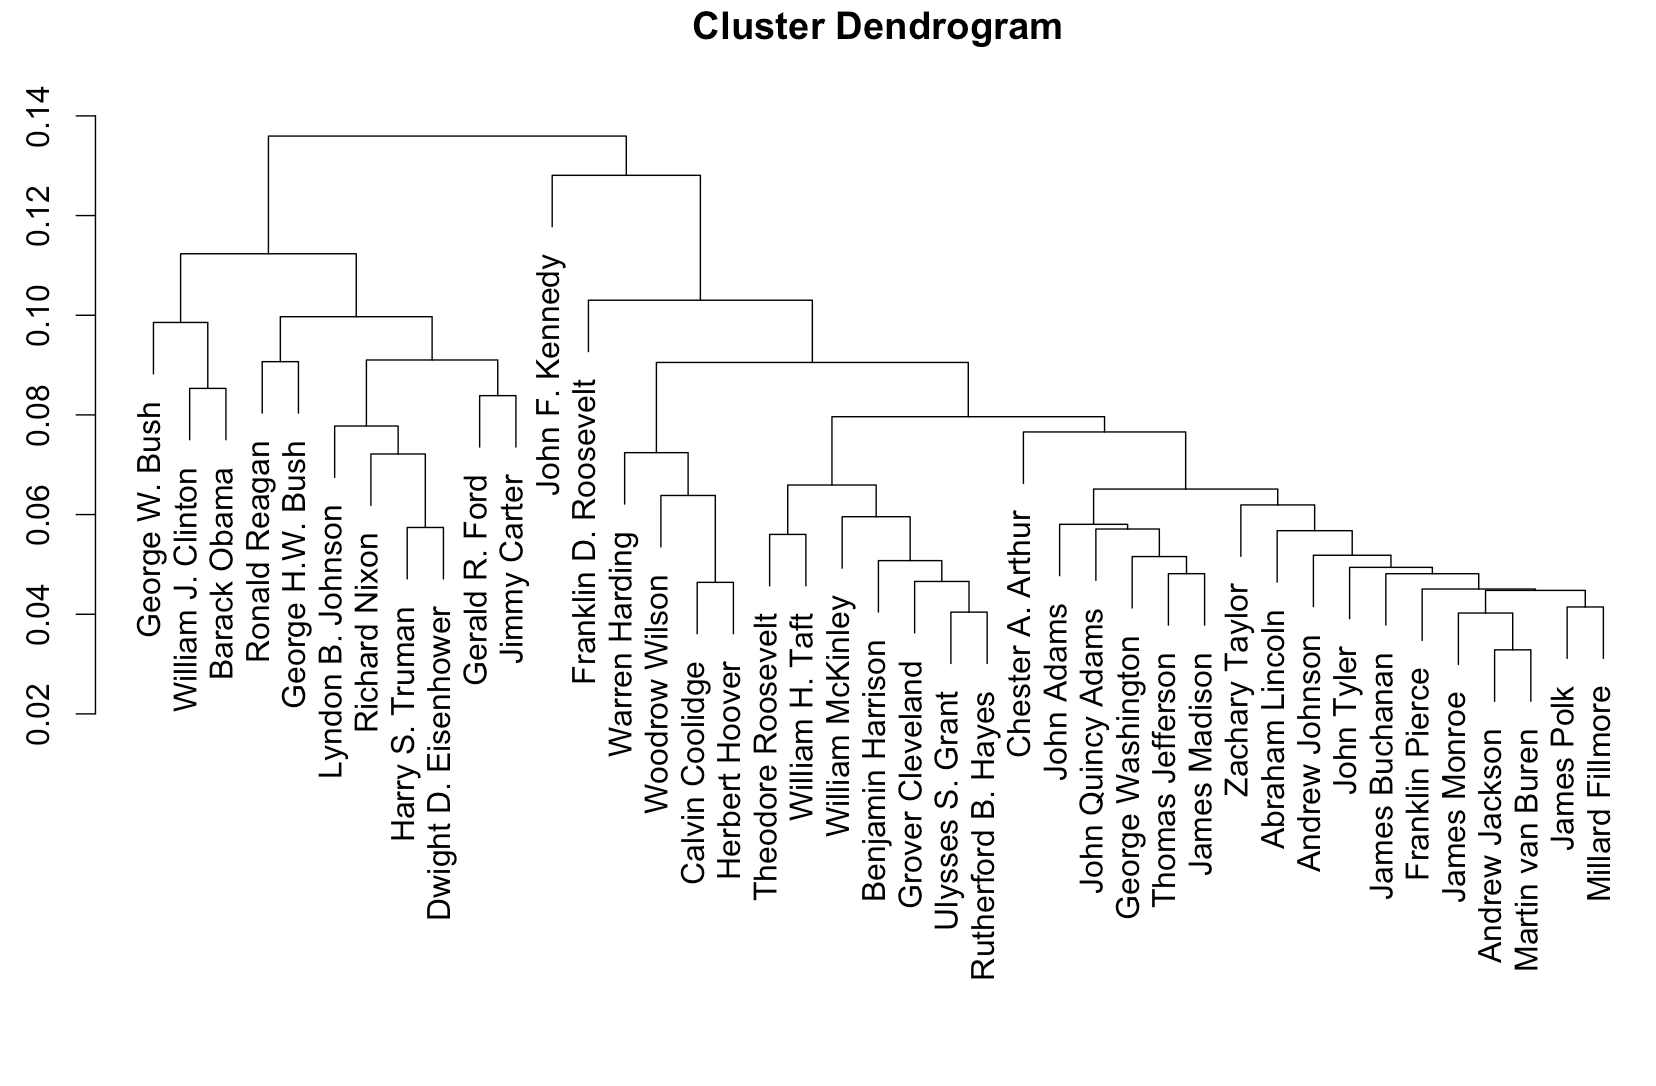 Cluster Dendrogram
0.14
0.12
0.10
0.08
0.06
0.04
0.02
George W. Bush
William J. Clinton
Barack Obama
Ronald Reagan
George H.W. Bush
Lyndon B. Johnson
Richard Nixon
Harry S. Truman
Dwight D. Eisenhower
Gerald R. Ford
Jimmy Carter
John F. Kennedy
Franklin D. Roosevelt
Warren Harding
Woodrow Wilson
Calvin Coolidge
Herbert Hoover
Theodore Roosevelt
William H. Taft
William McKinley
Benjamin Harrison
Grover Cleveland
Ulysses S. Grant
Rutherford B. Hayes
Chester A. Arthur
John Adams
John Quincy Adams
George Washington
Thomas Jefferson
James Madison
Zachary Taylor
Abraham Lincoln
Andrew Johnson
John Tyler
James Buchanan
Franklin Pierce
James Monroe
Andrew Jackson
Martin van Buren
James Polk
Millard Fillmore